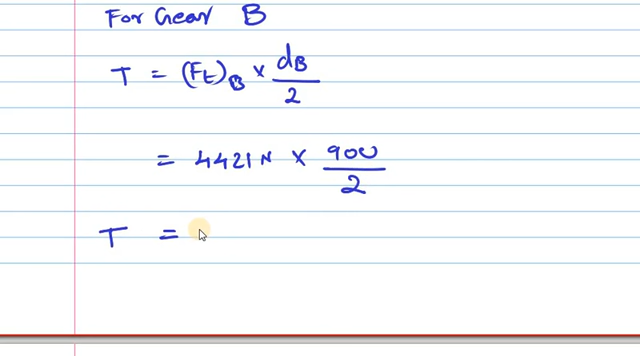 For Gear B
T = (Ft)B × dB/2
= 4421 N × 900/2
T =